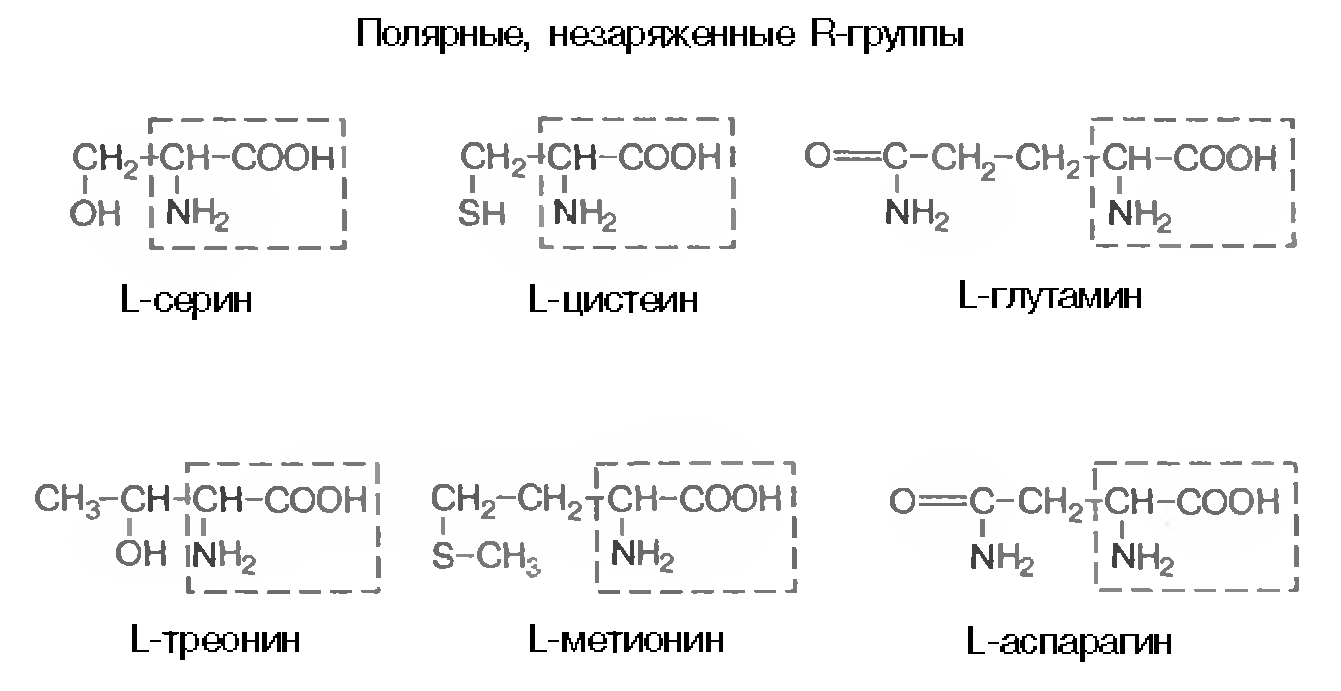 Полярные, незаряженные R-группы
CH₂–CH–COOH
OH NH₂
L-серин
CH₂–CH–COOH
SH NH₂
L-цистеин
O=C–CH₂–CH₂–CH–COOH
NH₂ NH₂
L-глутамин
CH₃–CH–CH–COOH
OH NH₂
L-треонин
CH₂–CH₂–CH–COOH
S–CH₃ NH₂
L-метионин
O=C–CH₂–CH–COOH
NH₂ NH₂
L-аспарагин